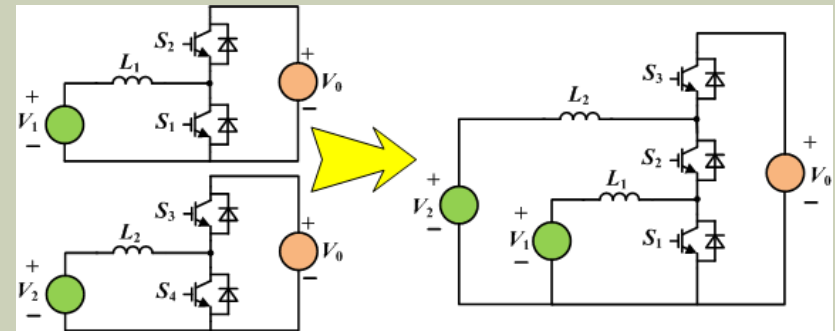 S2
L1
+
+
V1
V0
S1
−
−
S3
L2
+
+
V0
V2
S4
−
−
S3
L2
+
+
S2
L1
V0
V2
+
−
−
V1
S1
−